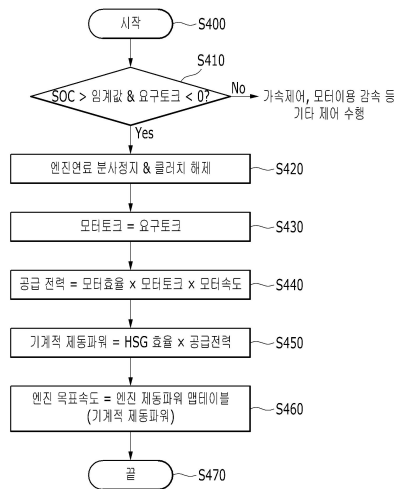 시작
S400
S410
SOC > 임계값 & 요구토크 < 0?
No
가속제어, 모터이용 감속 등
기타 제어 수행
Yes
엔진연료 분사정지 & 클러치 해제
S420
모터토크 = 요구토크
S430
공급 전력 = 모터효율 × 모터토크 × 모터속도
S440
기계적 제동파워 = HSG 효율 × 공급전력
S450
엔진 목표속도 = 엔진 제동파워 맵테이블
(기계적 제동파워)
S460
끝
S470